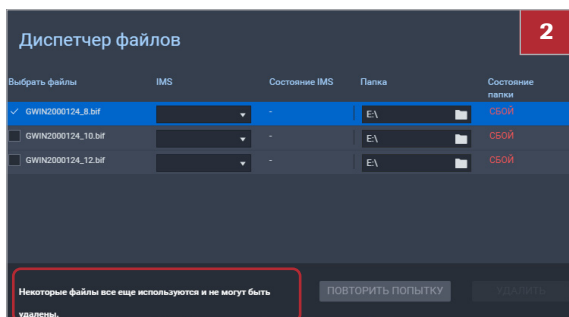 Диспетчер файлов
2
Выбрать файлы IMS Состояние IMS Папка Состояние
папки
GWIN2000124_8.bif - E:\ СБОЙ
GWIN2000124_10.bif - E:\ СБОЙ
GWIN2000124_12.bif - E:\ СБОЙ
Некоторые файлы все еще используются и не могут быть
удалены.
ПОВТОРИТЬ ПОПЫТКУ УДАЛИТЬ